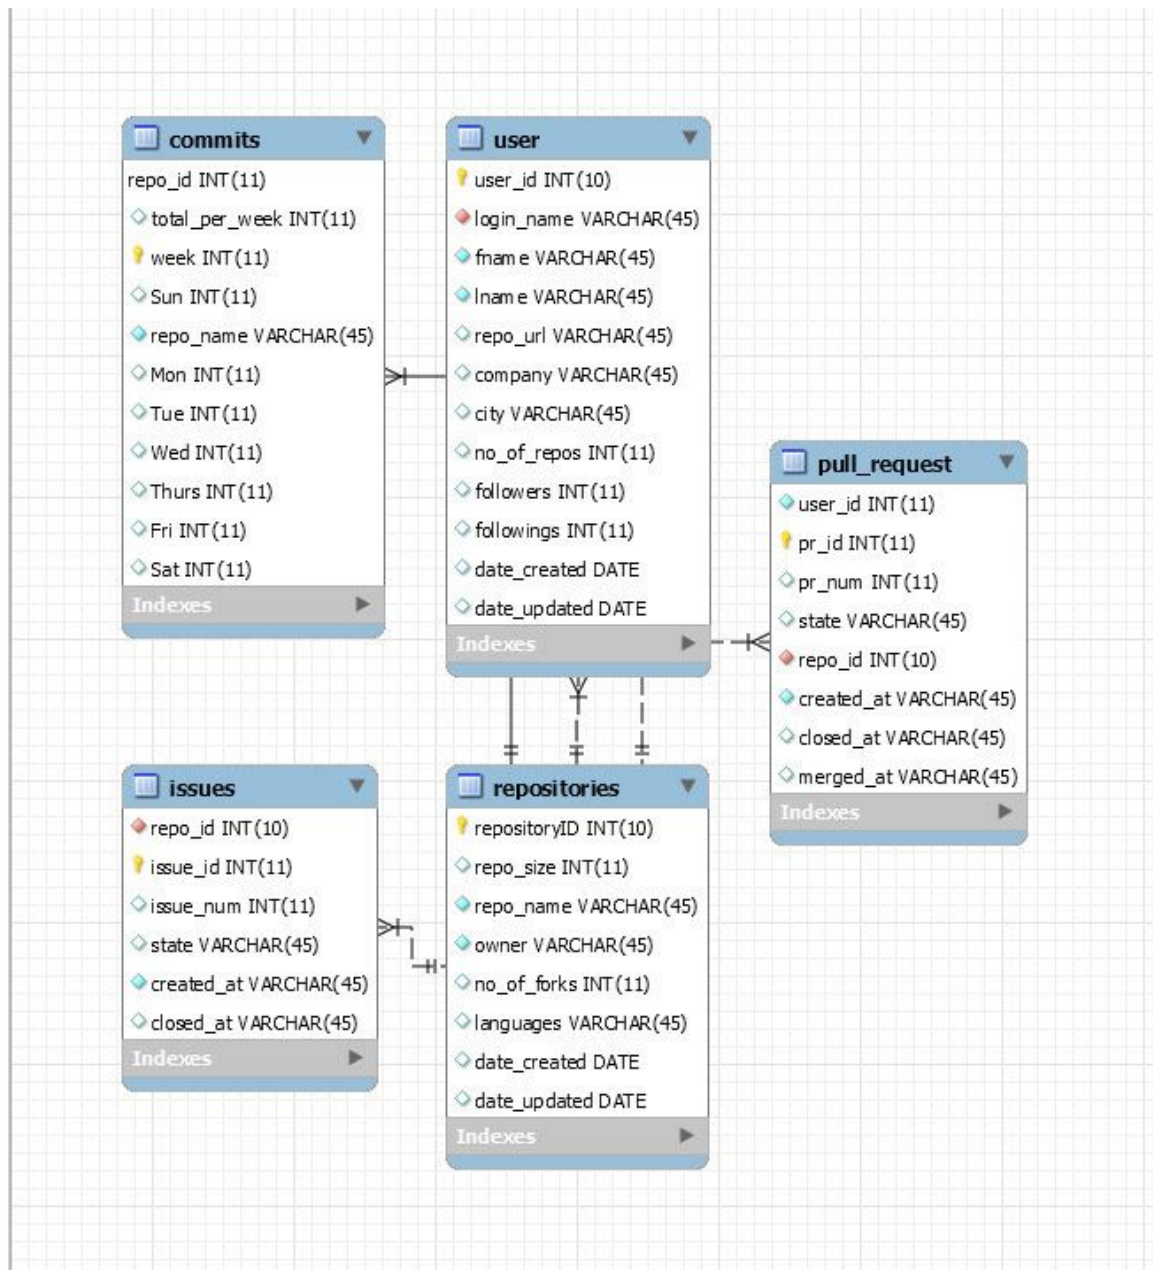 commits
repo_id INT(11)
total_per_week INT(11)
week INT(11)
Sun INT(11)
repo_name VARCHAR(45)
Mon INT(11)
Tue INT(11)
Wed INT(11)
Thurs INT(11)
Fri INT(11)
Sat INT(11)
Indexes
user
user_id INT(10)
login_name VARCHAR(45)
fname VARCHAR(45)
lname VARCHAR(45)
repo_url VARCHAR(45)
company VARCHAR(45)
city VARCHAR(45)
no_of_repos INT(11)
followers INT(11)
followings INT(11)
date_created DATE
date_updated DATE
Indexes
pull_request
user_id INT(11)
pr_id INT(11)
pr_num INT(11)
state VARCHAR(45)
repo_id INT(10)
created_at VARCHAR(45)
closed_at VARCHAR(45)
merged_at VARCHAR(45)
Indexes
issues
repo_id INT(10)
issue_id INT(11)
issue_num INT(11)
state VARCHAR(45)
created_at VARCHAR(45)
closed_at VARCHAR(45)
Indexes
repositories
repositoryID INT(10)
repo_size INT(11)
repo_name VARCHAR(45)
owner VARCHAR(45)
no_of_forks INT(11)
languages VARCHAR(45)
date_created DATE
date_updated DATE
Indexes